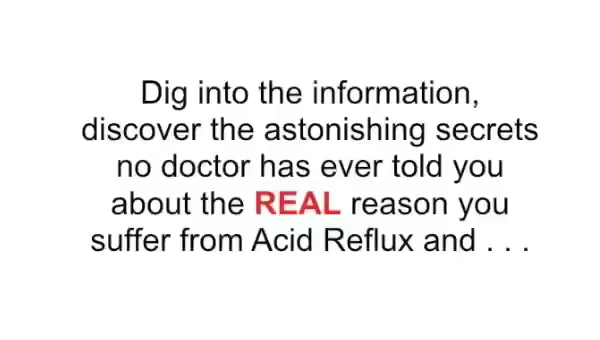 Dig into the information,
discover the astonishing secrets
no doctor has ever told you
about the REAL reason you
suffer from Acid Reflux and . . .